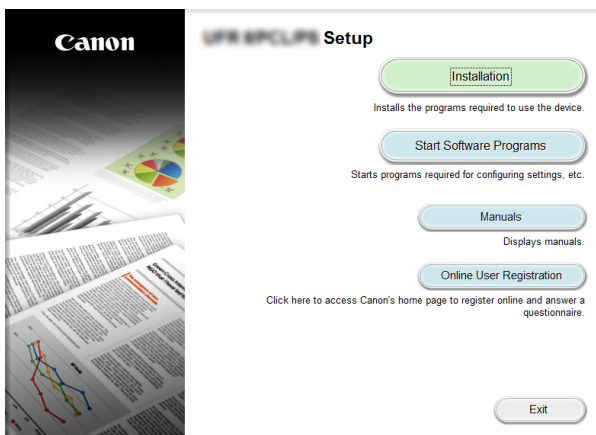 Canon
Setup
Installation
Installs the programs required to use the device.
Start Software Programs
Starts programs required for configuring settings, etc.
Manuals
Displays manuals.
Online User Registration
Click here to access Canon's home page to register online and answer a
questionnaire.
Exit